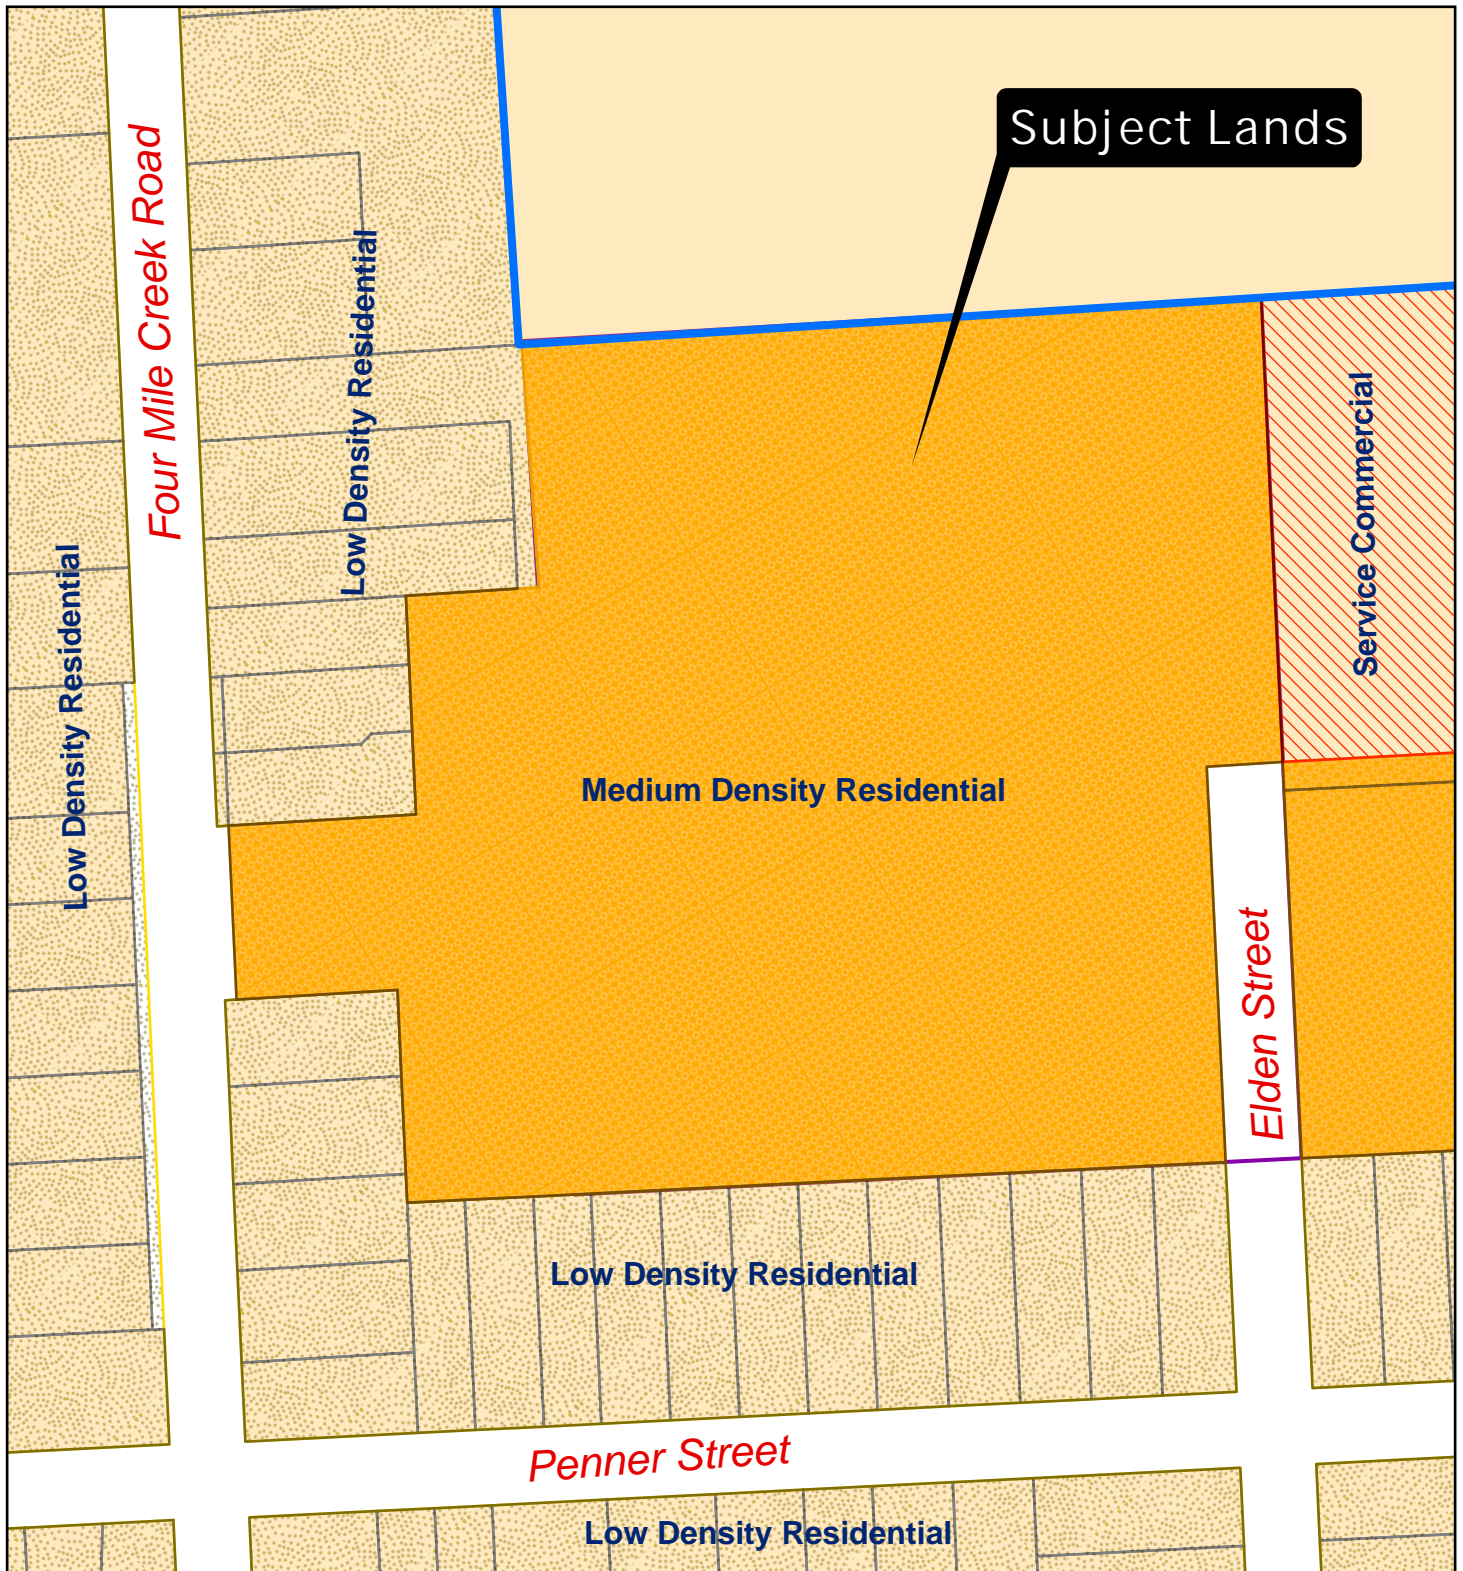 Subject Lands
Four Mile Creek Road
Low Density Residential
Service Commercial
Low Density Residential
Medium Density Residential
Elden Street
Low Density Residential
Penner Street
Low Density Residential